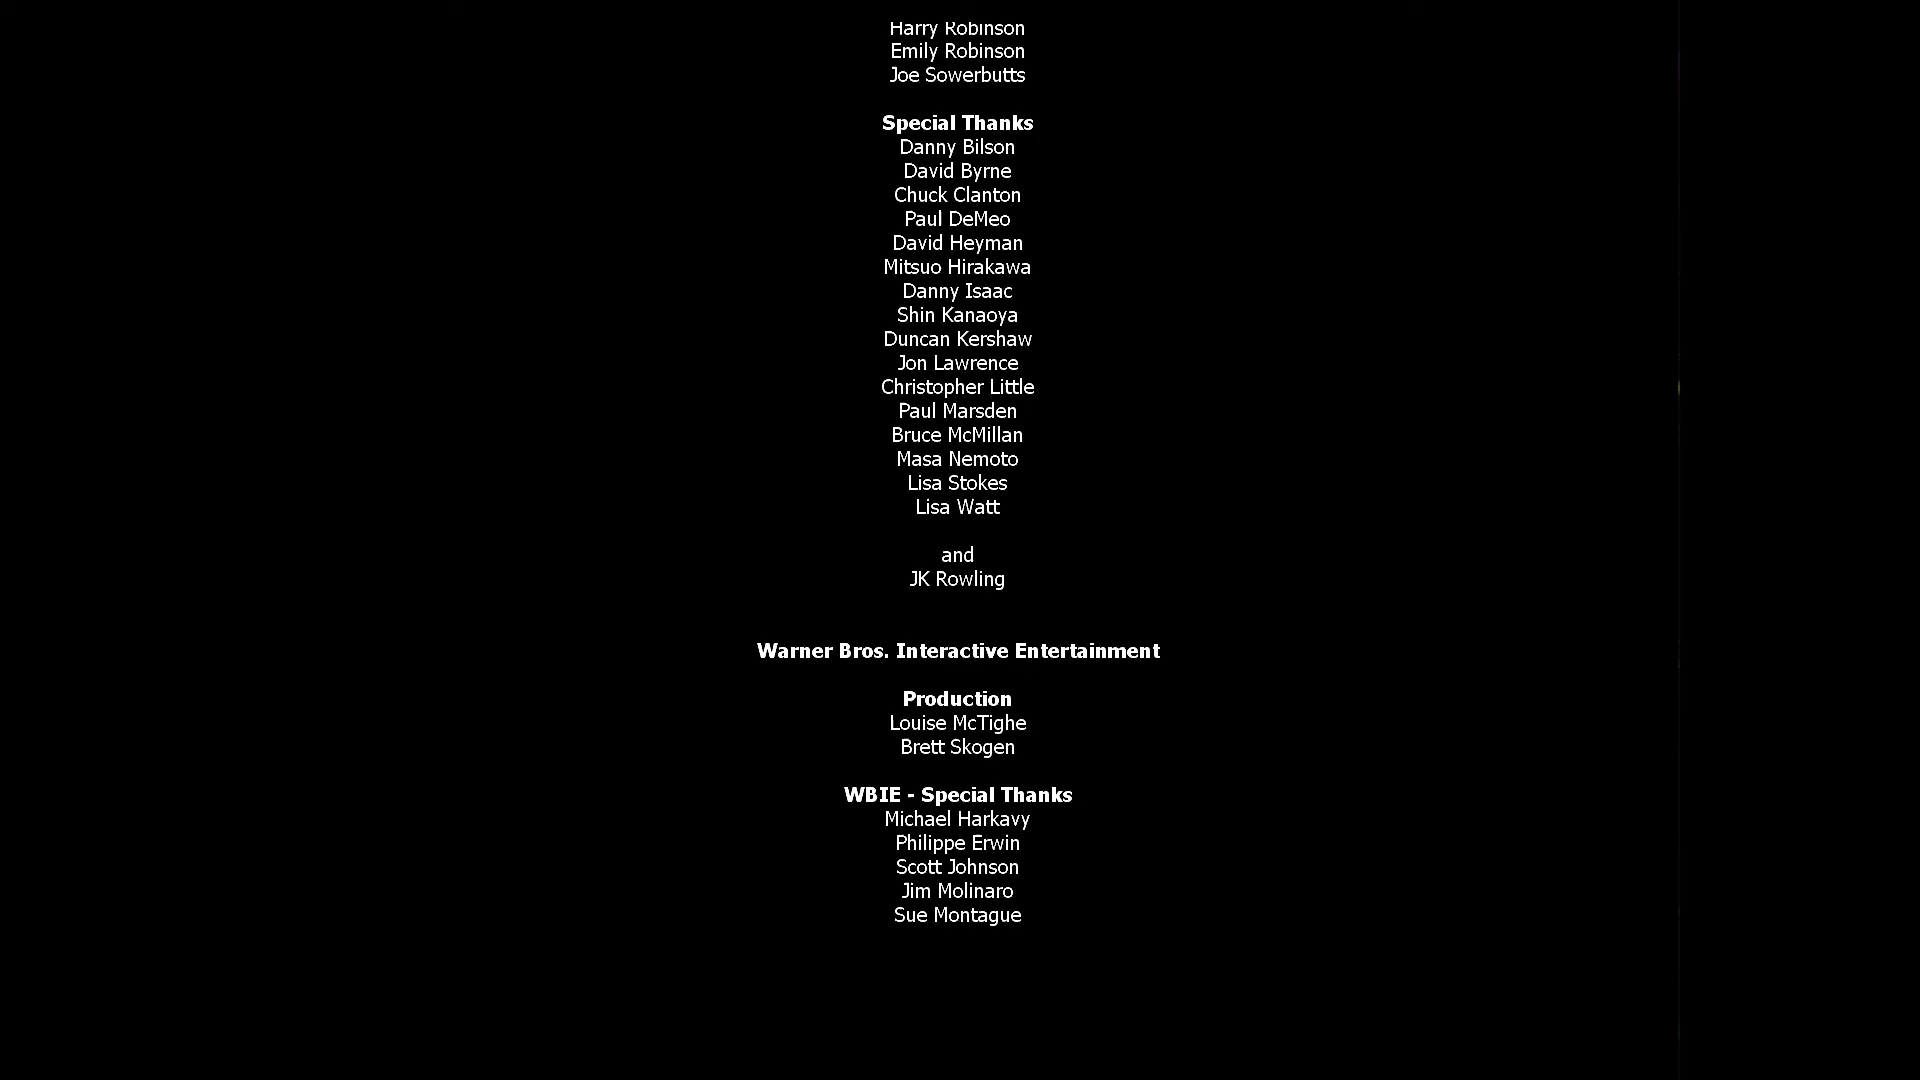 Harry Robinson
Emily Robinson
Joe Sowerbutts
Special Thanks
Danny Bilson
David Byrne
Chuck Clanton
Paul DeMeo
David Heyman
Mitsuo Hirakawa
Danny Isaac
Shin Kanaoya
Duncan Kershaw
Jon Lawrence
Christopher Little
Paul Marsden
Bruce McMillan
Masa Nemoto
Lisa Stokes
Lisa Watt
and
JK Rowling
Warner Bros. Interactive Entertainment
Production
Louise McTighe
Brett Skogen
WBIE - Special Thanks
Michael Harkavy
Philippe Erwin
Scott Johnson
Jim Molinaro
Sue Montague